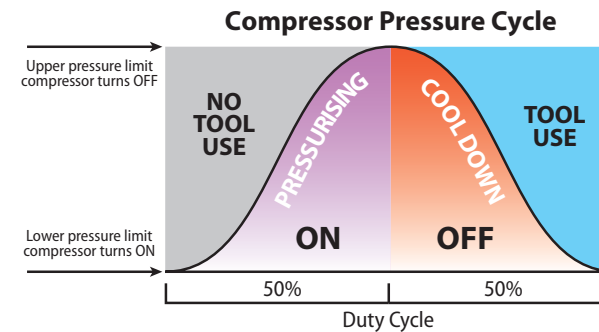 Compressor Pressure Cycle
Upper pressure limit
compressor turns OFF
NO
TOOL
USE
PRESSURISING
COOL DOWN
TOOL
USE
Lower pressure limit
compressor turns ON
ON
OFF
50%
50%
Duty Cycle